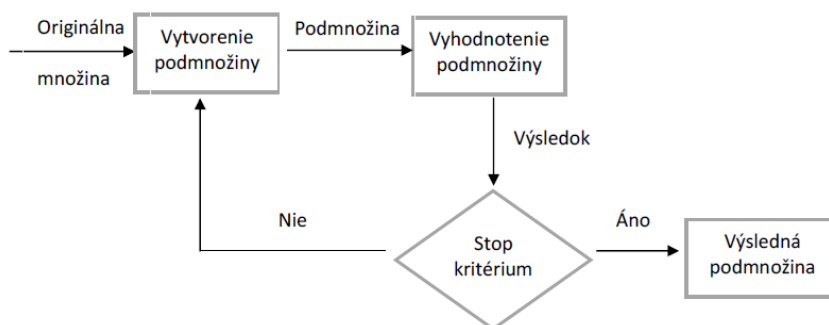 Originálna
množina
Vytvorenie
podmnožiny
Podmnožina
Vyhodnotenie
podmnožiny
Výsledok
Nie
Stop
kritérium
Áno
Výsledná
podmnožina